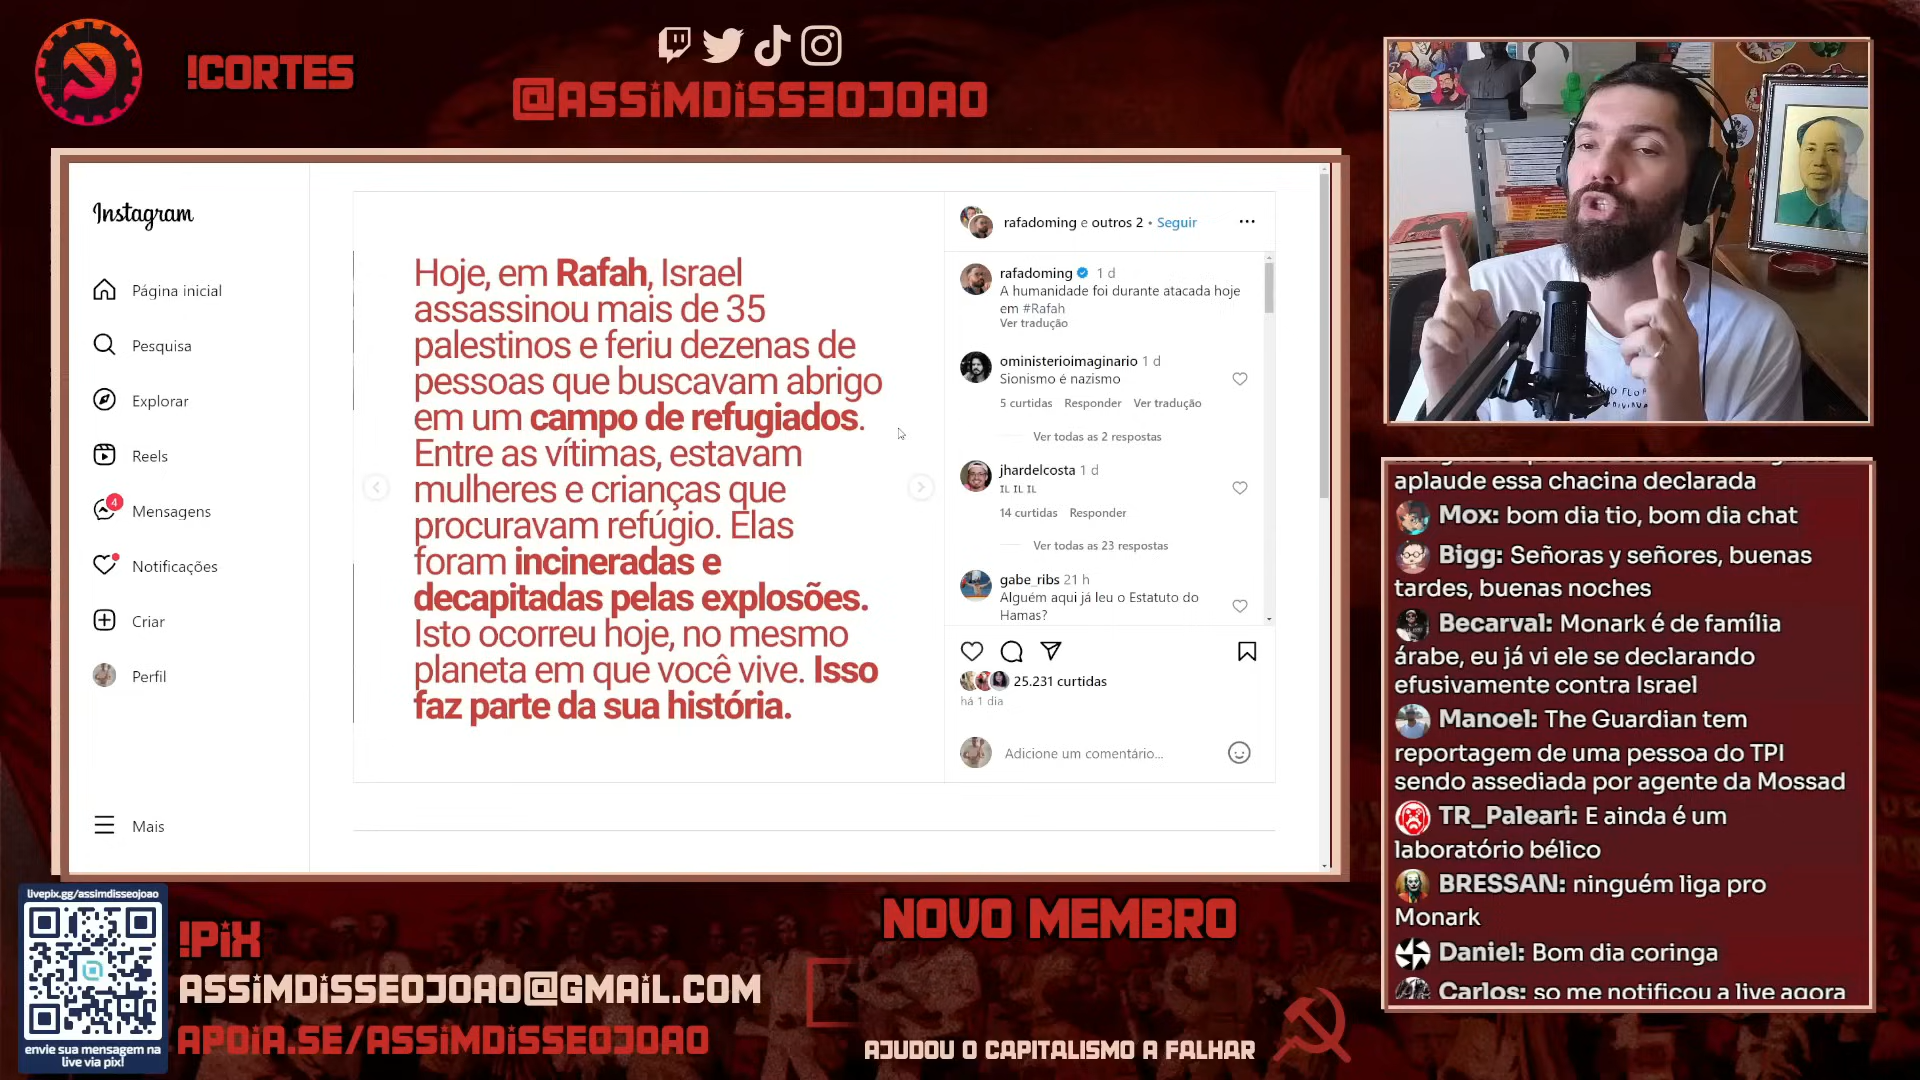 !CORTES
@ASSIMDISSEOJOAO
Instagram
Página inicial
Pesquisa
Explorar
Reels
4
Mensagens
Notificações
Criar
Perfil
Mais
Hoje, em Rafah, Israel
assassinou mais de 35
palestinos e feriu dezenas de
pessoas que buscavam abrigo
em um campo de refugiados.
Entre as vítimas, estavam
mulheres e crianças que
procuravam refúgio. Elas
foram incineradas e
decapitadas pelas explosões.
Isto ocorreu hoje, no mesmo
planeta em que você vive. Isso
faz parte da sua história.
rafadoming e outros 2 • Seguir
rafadoming 1 d
A humanidade foi durante atacada hoje
em #Rafah
Ver tradução
oministerioimaginario 1 d
Sionismo é nazismo
5 curtidas Responder Ver tradução
Ver todas as 2 respostas
jhardelcosta 1 d
IL IL IL
14 curtidas Responder
Ver todas as 23 respostas
gabe_ribs 21 h
Alguém aqui já leu o Estatuto do
Hamas?
25.231 curtidas
há 1 dia
Adicione um comentário...
aplaude essa chacina declarada
Mox: bom dia tio, bom dia chat
Bigg: Señoras y señores, buenas
tardes, buenas noches
Becarval: Monark é de família
árabe, eu já vi ele se declarando
efusivamente contra Israel
Manoel: The Guardian tem
reportagem de uma pessoa do TPI
sendo assediada por agente da Mossad
TR_Paleari: E ainda é um
laboratório bélico
BRESSAN: ninguém liga pro
Monark
Daniel: Bom dia coringa
Carlos: so me notificou a live agora
livepix.gg/assimdisseojoao
envie sua mensagem na
live via pix!
!PIX
ASSIMDISSEOJOAO@GMAIL.COM
APOIA.SE/ASSIMDISSEOJOAO
NOVO MEMBRO
AJUDOU O CAPITALISMO A FALHAR